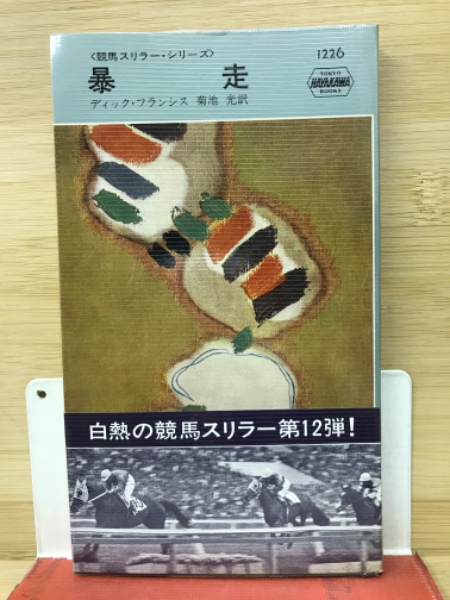 〈競馬スリラー・シリーズ〉
1226
暴走
TOKYO
HAYAKAWA
BOOKS
ディック・フランシス 菊池 光訳
白熱の競馬スリラー第12弾！